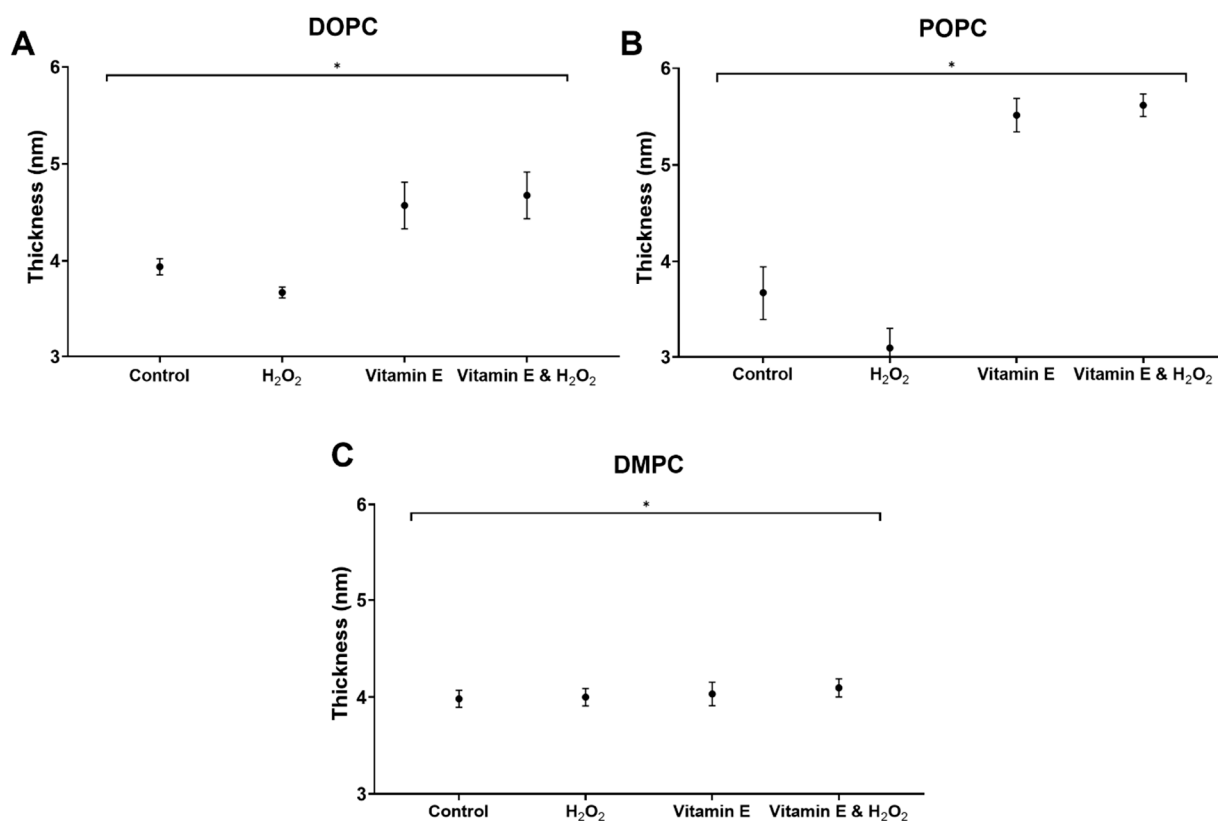 A
DOPC
*
Thickness (nm)
6
5
4
3
Control
H₂O₂
Vitamin E
Vitamin E & H₂O₂
B
POPC
*
Thickness (nm)
6
5
4
3
Control
H₂O₂
Vitamin E
Vitamin E & H₂O₂
C
DMPC
*
Thickness (nm)
6
5
4
3
Control
H₂O₂
Vitamin E
Vitamin E & H₂O₂